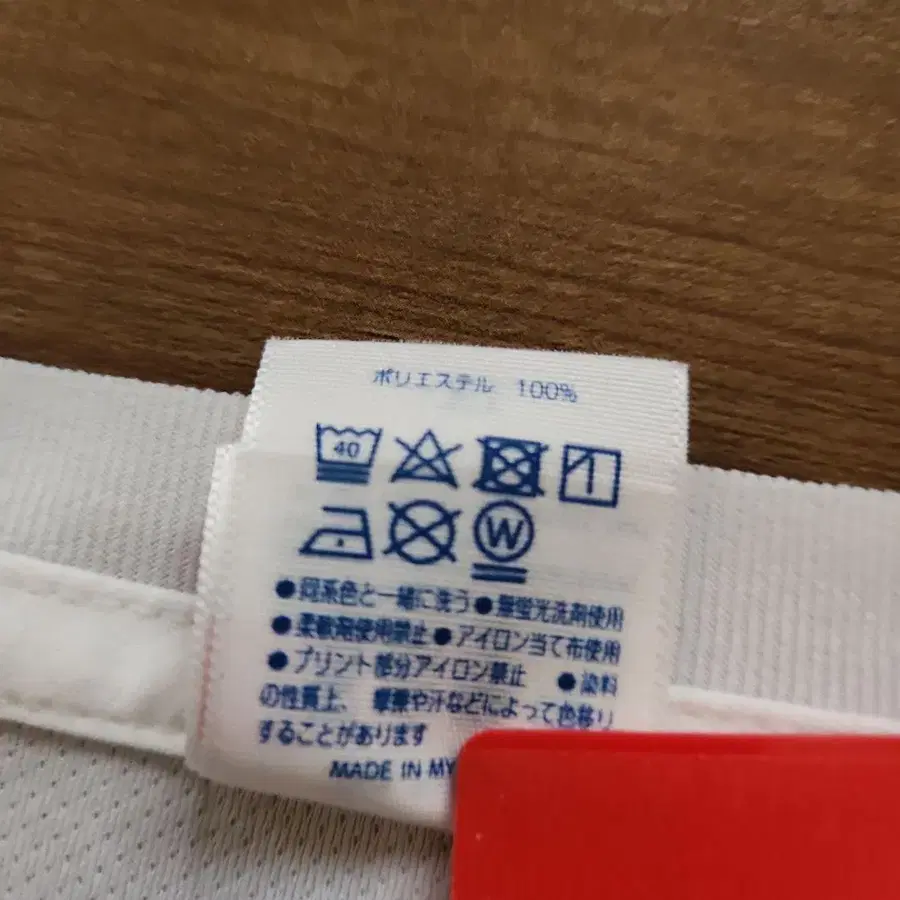 ポリエステル 100%
40
W
●同系色と一緒に洗う ●無蛍光洗剤使用
●柔軟剤使用禁止 ●アイロン当て布使用
●プリント部分アイロン禁止 ●染料
の性質上、摩擦や汗などによって色移り
することがあります
MADE IN MY